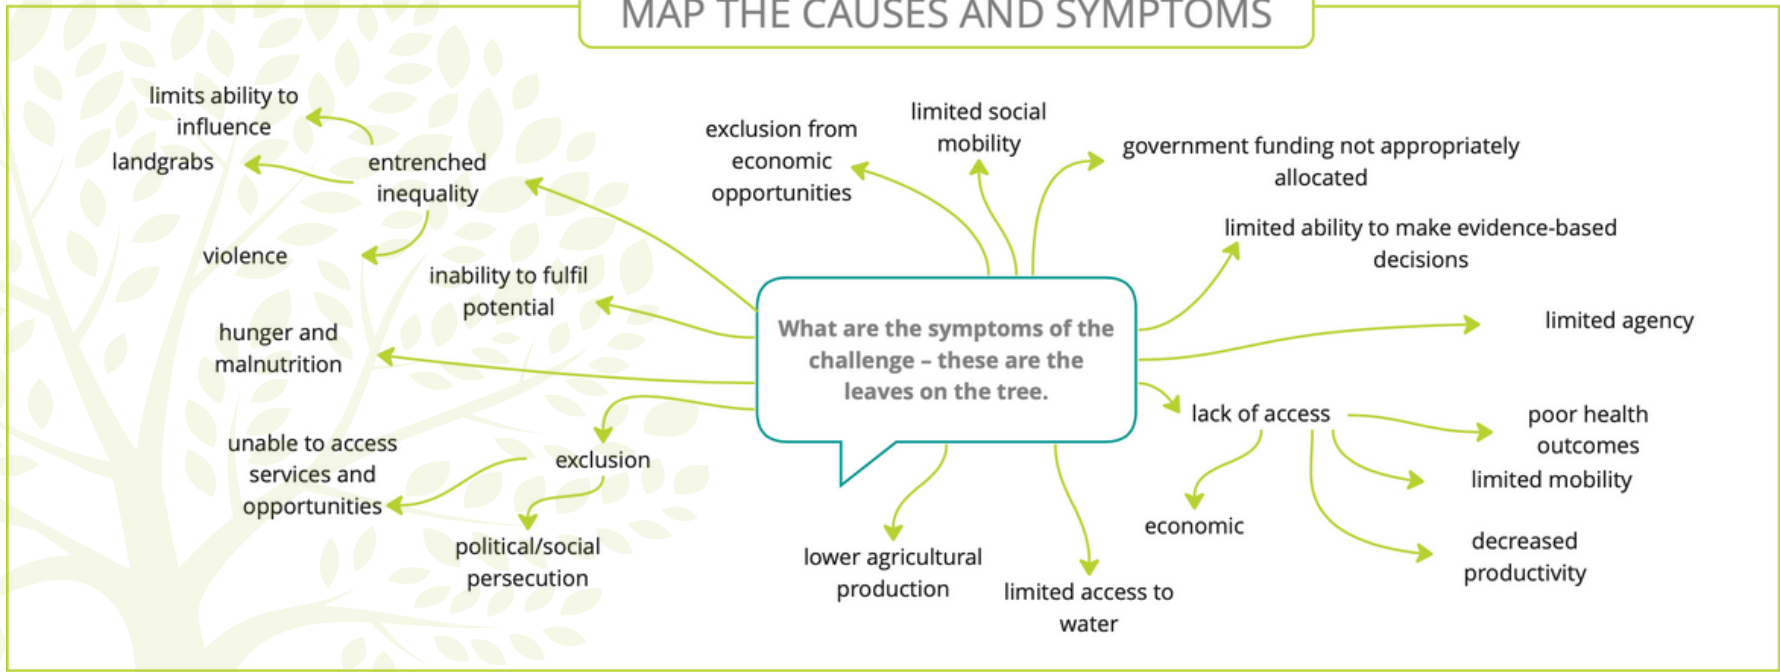 MAP THE CAUSES AND SYMPTOMS
limits ability to
influence
landgrabs
entrenched
inequality
violence
inability to fulfil
potential
hunger and
malnutrition
unable to access
services and
opportunities
exclusion
political/social
persecution
exclusion from
economic
opportunities
limited social
mobility
government funding not appropriately
allocated
limited ability to make evidence-based
decisions
limited agency
What are the symptoms of the
challenge – these are the
leaves on the tree.
lack of access
poor health
outcomes
limited mobility
economic
decreased
productivity
lower agricultural
production
limited access to
water